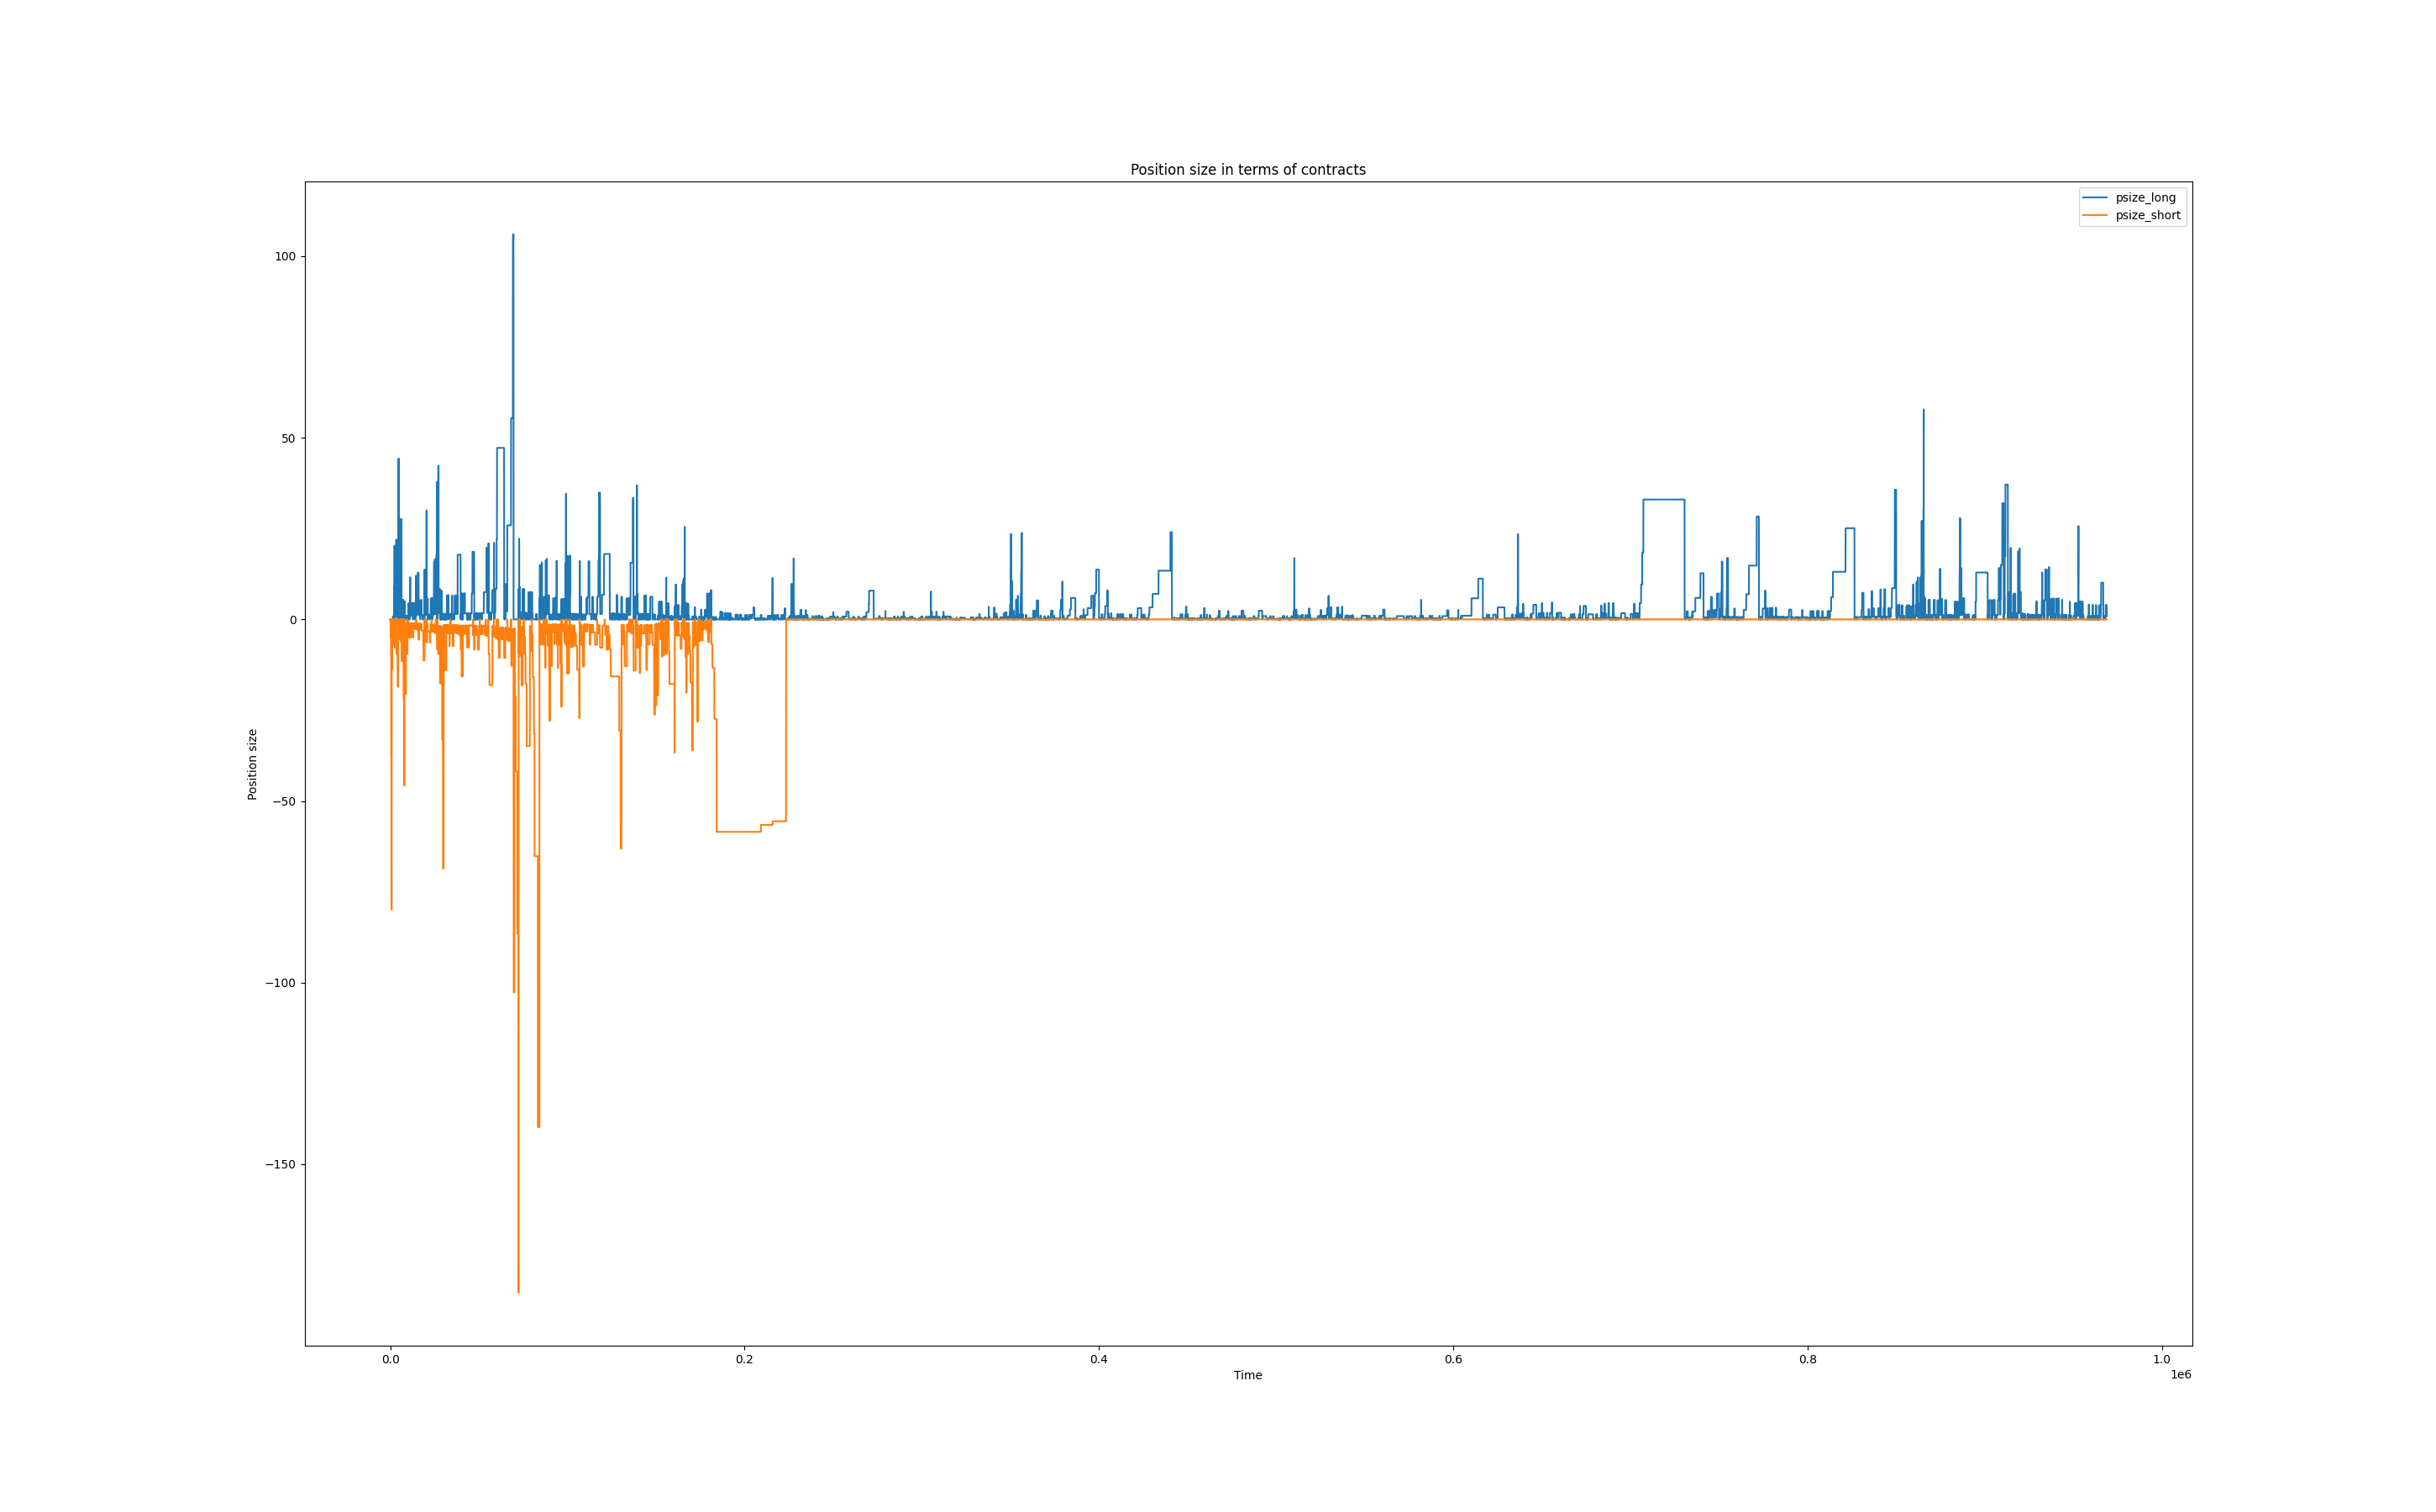 Position size in terms of contracts
psize_long
psize_short
100
50
0
−50
−100
−150
Position size
0.0
0.2
0.4
0.6
0.8
1.0
1e6
Time